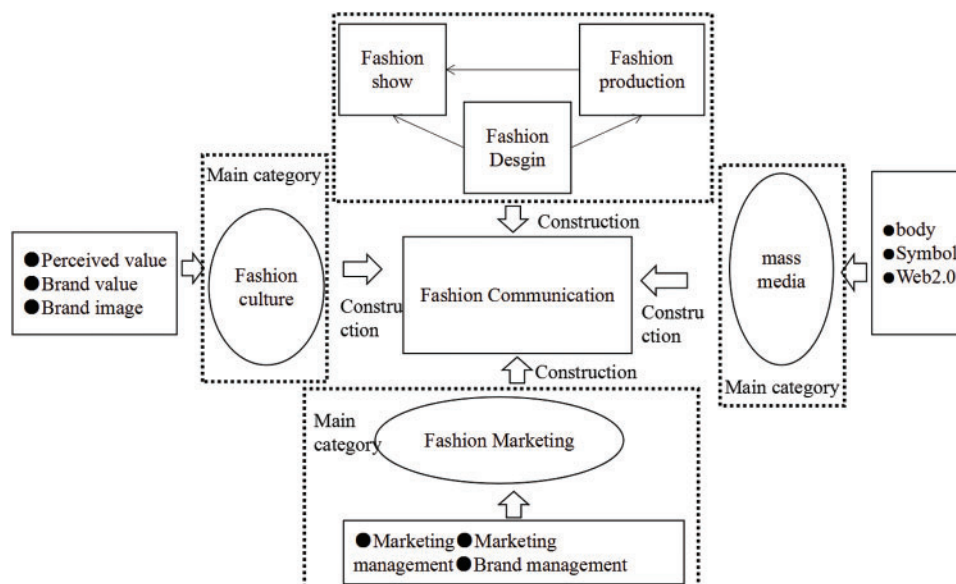 Fashion
show
Fashion
production
Fashion
Desgin
Main category
Construction
●Perceived value
●Brand value
●Brand image
Fashion
culture
Constru
ction
Fashion Communication
Constru
ction
mass
media
●body
●Symbol
●Web2.0
Main category
Construction
Main
category
Fashion Marketing
●Marketing ●Marketing
management●Brand management